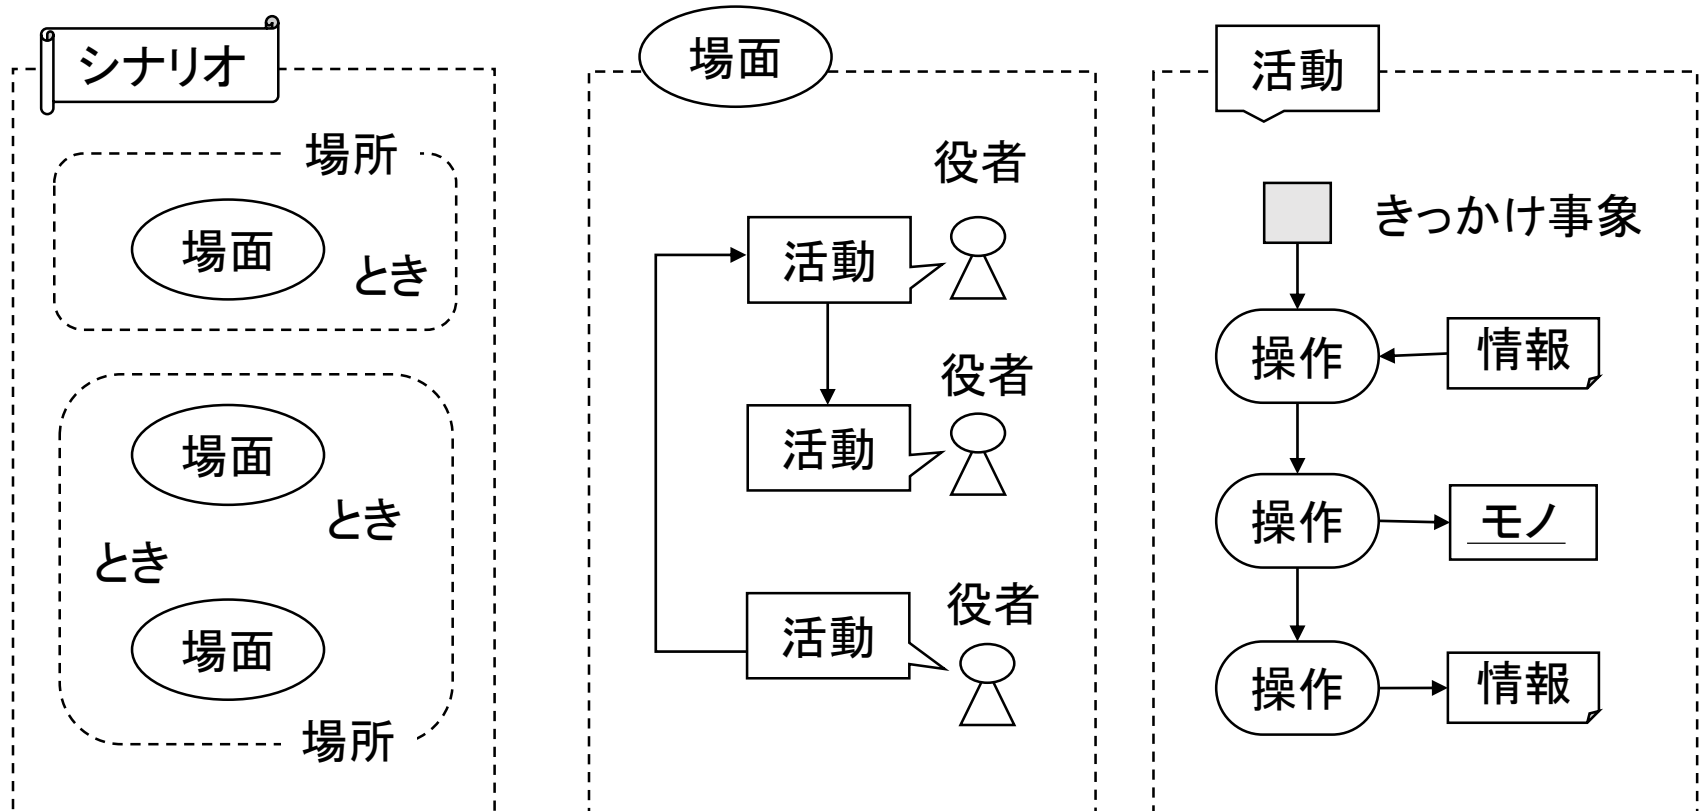 シナリオ
場所
場面
とき
場面
とき
とき
場面
場所
場面
役者
活動
役者
活動
役者
活動
活動
きっかけ事象
操作
情報
操作
モノ
操作
情報